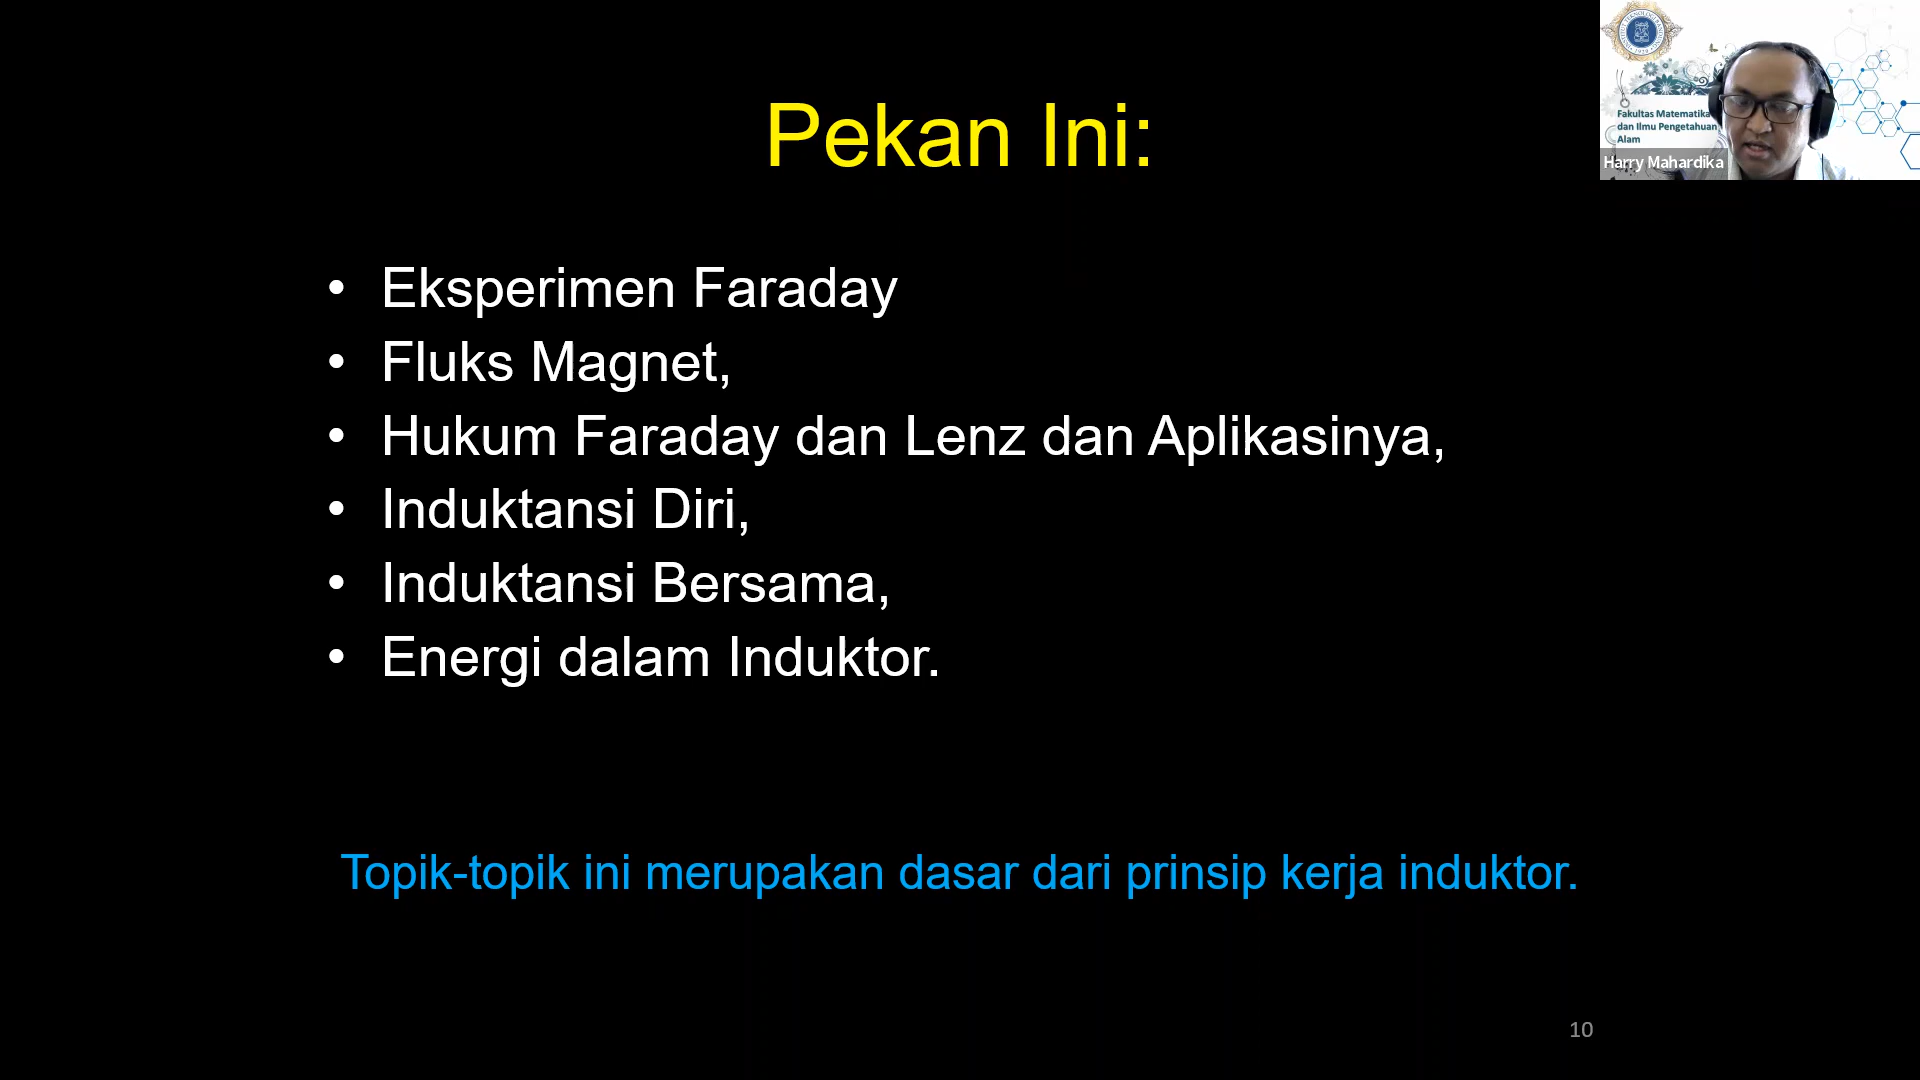 Pekan Ini:
• Eksperimen Faraday
• Fluks Magnet,
• Hukum Faraday dan Lenz dan Aplikasinya,
• Induktansi Diri,
• Induktansi Bersama,
• Energi dalam Induktor.
Topik-topik ini merupakan dasar dari prinsip kerja induktor.
10
Fakultas Matematika
dan Ilmu Pengetahuan
Alam
Harry Mahardika